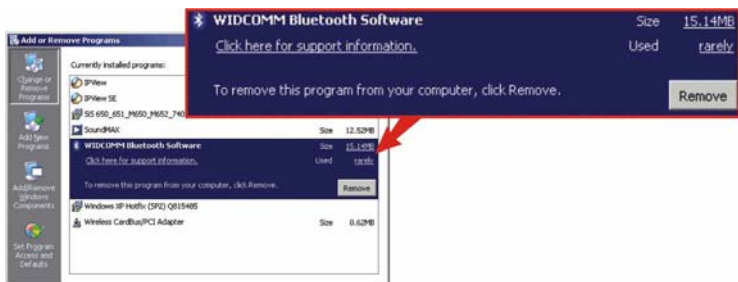 WIDCOMM Bluetooth Software Size 15.14MB
Click here for support information. Used rarely
To remove this program from your computer, click Remove. Remove
Add or Remove Programs
Change or
Remove
Programs
Add New
Programs
Add/Remove
Windows
Components
Set Program
Access and
Defaults
Currently installed programs:
IPView
IPView SE
SiS 650_651_M650_M652_740
SoundMAX Size 12.52MB
WIDCOMM Bluetooth Software Size 15.14MB
Click here for support information. Used rarely
To remove this program from your computer, click Remove. Remove
Windows XP Hotfix (SP2) Q815485
Wireless CardBus/PCI Adapter Size 0.62MB